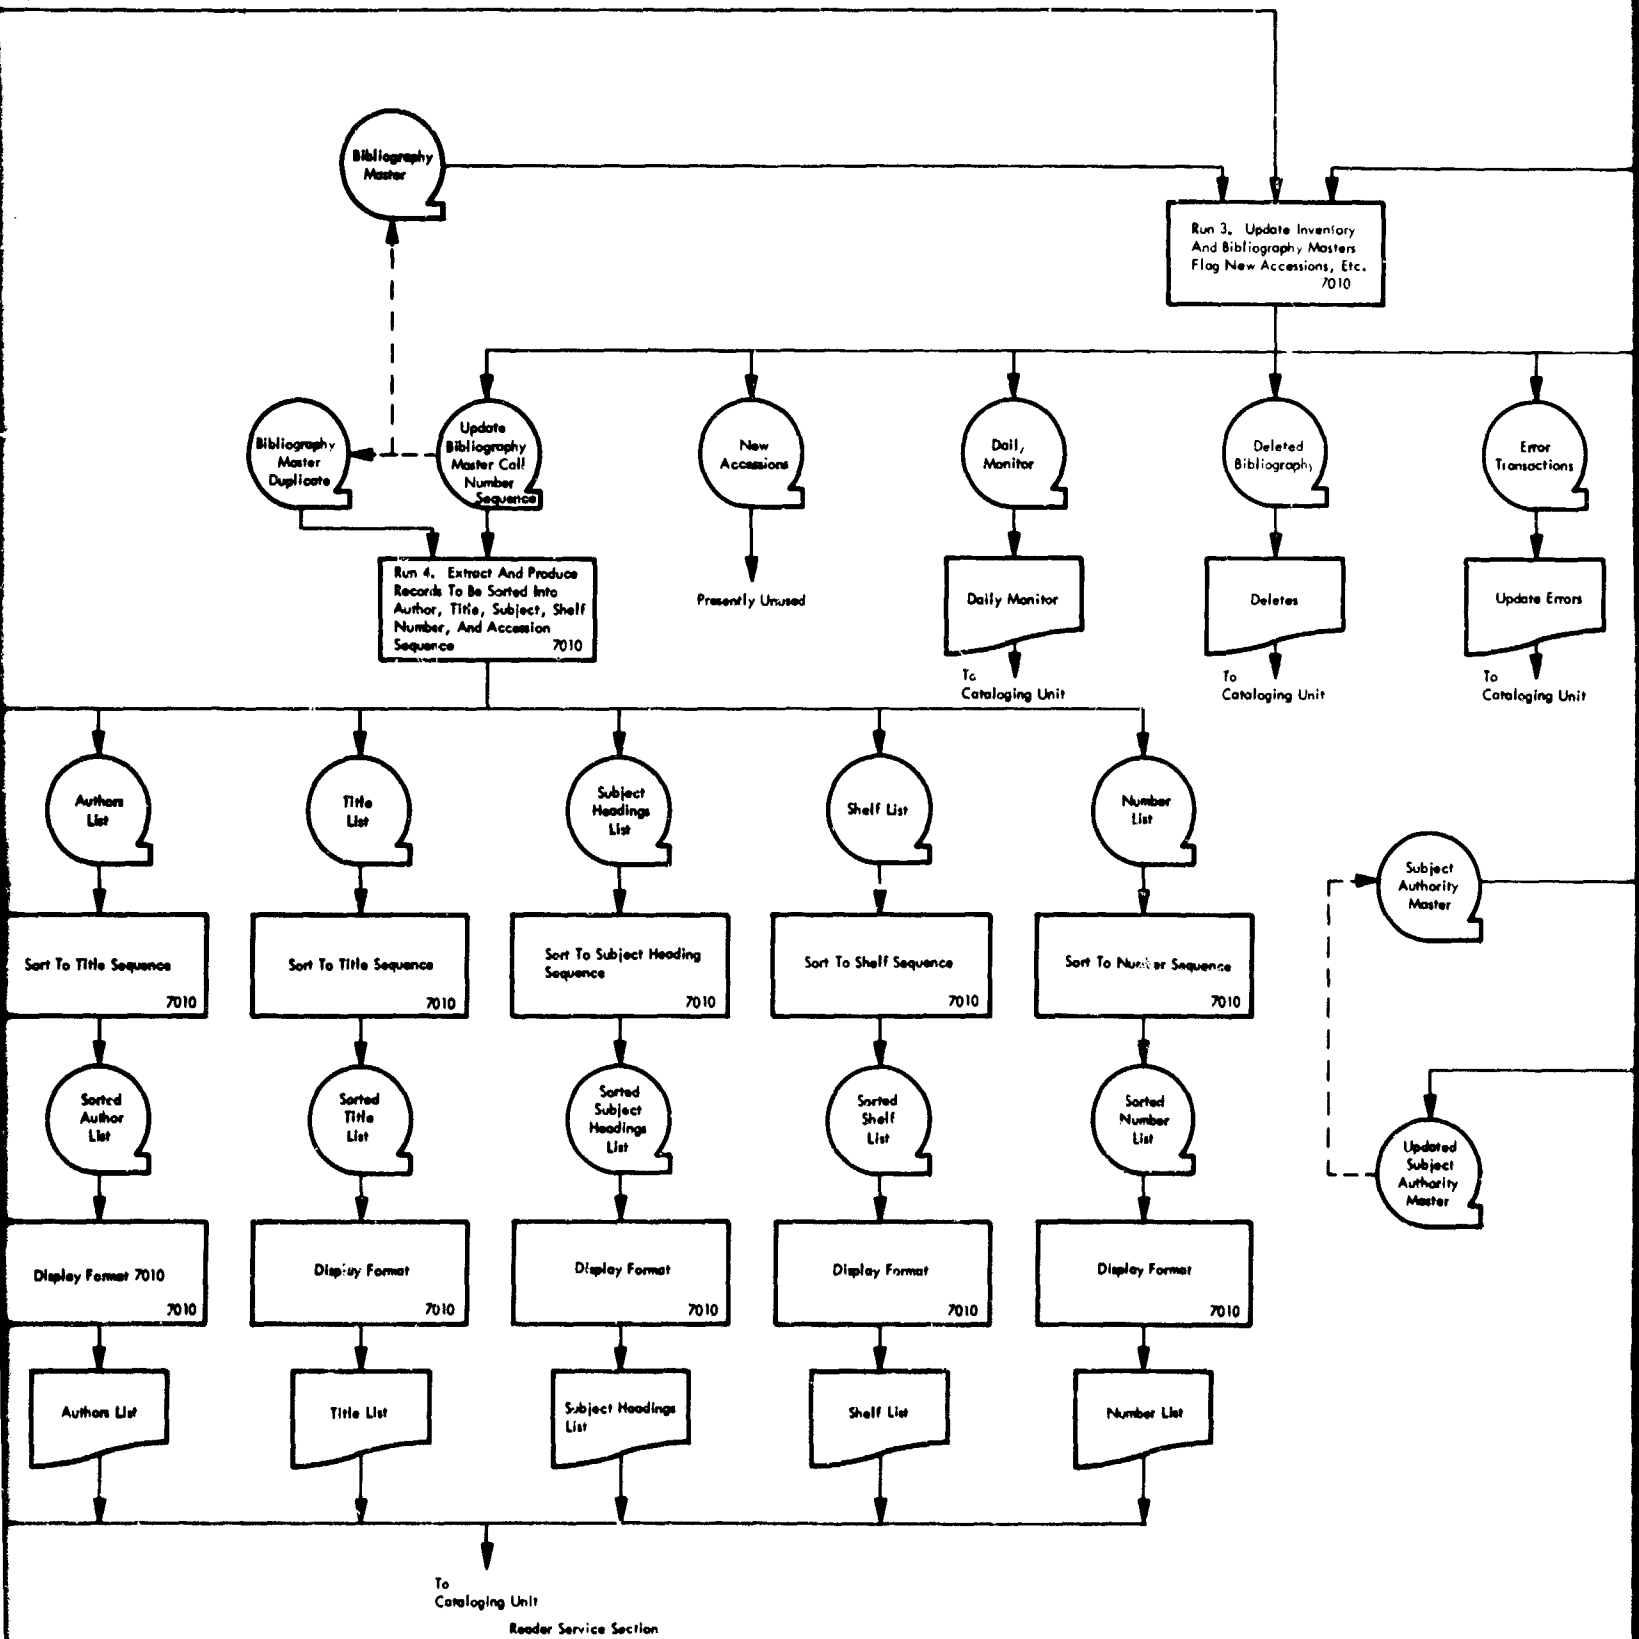 Bibliography
Master
Run 3. Update Inventory
And Bibliography Masters
Flag New Accessions, Etc.
7010
Bibliography
Master
Duplicate
Update
Bibliography
Master Call
Number
Sequence
New
Accessions
Dail,
Monitor
Deleted
Bibliography
Error
Transactions
Run 4. Extract And Produce
Records To Be Sorted Into
Author, Title, Subject, Shelf
Number, And Accession
Sequence 7010
Presently Unused
Daily Monitor
Deletes
Update Errors
To
Cataloging Unit
To
Cataloging Unit
To
Cataloging Unit
Authors
List
Title
List
Subject
Headings
List
Shelf List
Number
List
Subject
Authority
Master
Sort To Title Sequence
7010
Sort To Title Sequence
7010
Sort To Subject Heading
Sequence
7010
Sort To Shelf Sequence
7010
Sort To Number Sequence
7010
Sorted
Author
List
Sorted
Title
List
Sorted
Subject
Headings
List
Sorted
Shelf
List
Sorted
Number
List
Updated
Subject
Authority
Master
Display Format 7010
7010
Display Format
7010
Display Format
7010
Display Format
7010
Display Format
7010
Authors List
Title List
Subject Headings
List
Shelf List
Number List
To
Cataloging Unit
Reader Service Section